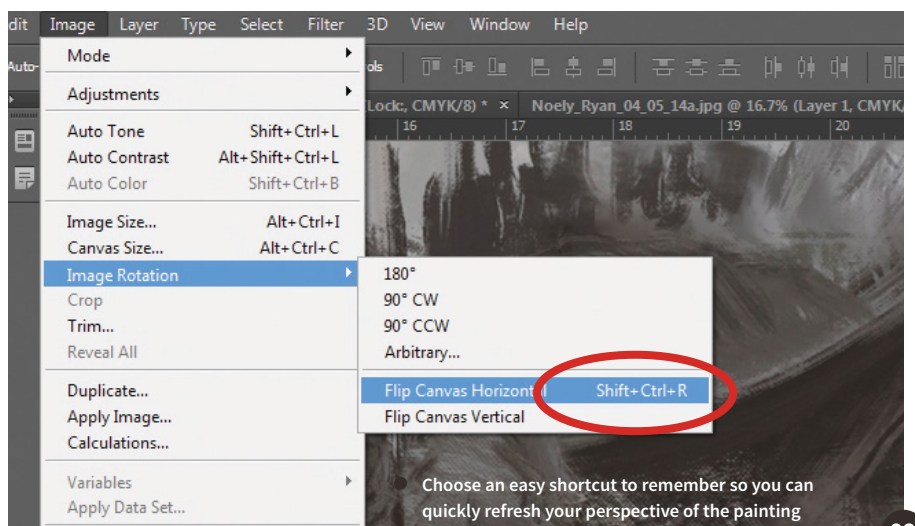 dit Image Layer Type Select Filter 3D View Window Help
Auto-
ols
Lock:, CMYK/8) * × Noely_Ryan_04_05_14a.jpg @ 16.7% (Layer 1, CMYK/
16 17 18 19 20
Mode
Adjustments
Auto Tone Shift+Ctrl+L
Auto Contrast Alt+Shift+Ctrl+L
Auto Color Shift+Ctrl+B
Image Size... Alt+Ctrl+I
Canvas Size... Alt+Ctrl+C
Image Rotation
Crop
Trim...
Reveal All
Duplicate...
Apply Image...
Calculations...
Variables
Apply Data Set...
180°
90° CW
90° CCW
Arbitrary...
Flip Canvas Horizontal Shift+Ctrl+R
Flip Canvas Vertical
Choose an easy shortcut to remember so you can
quickly refresh your perspective of the painting